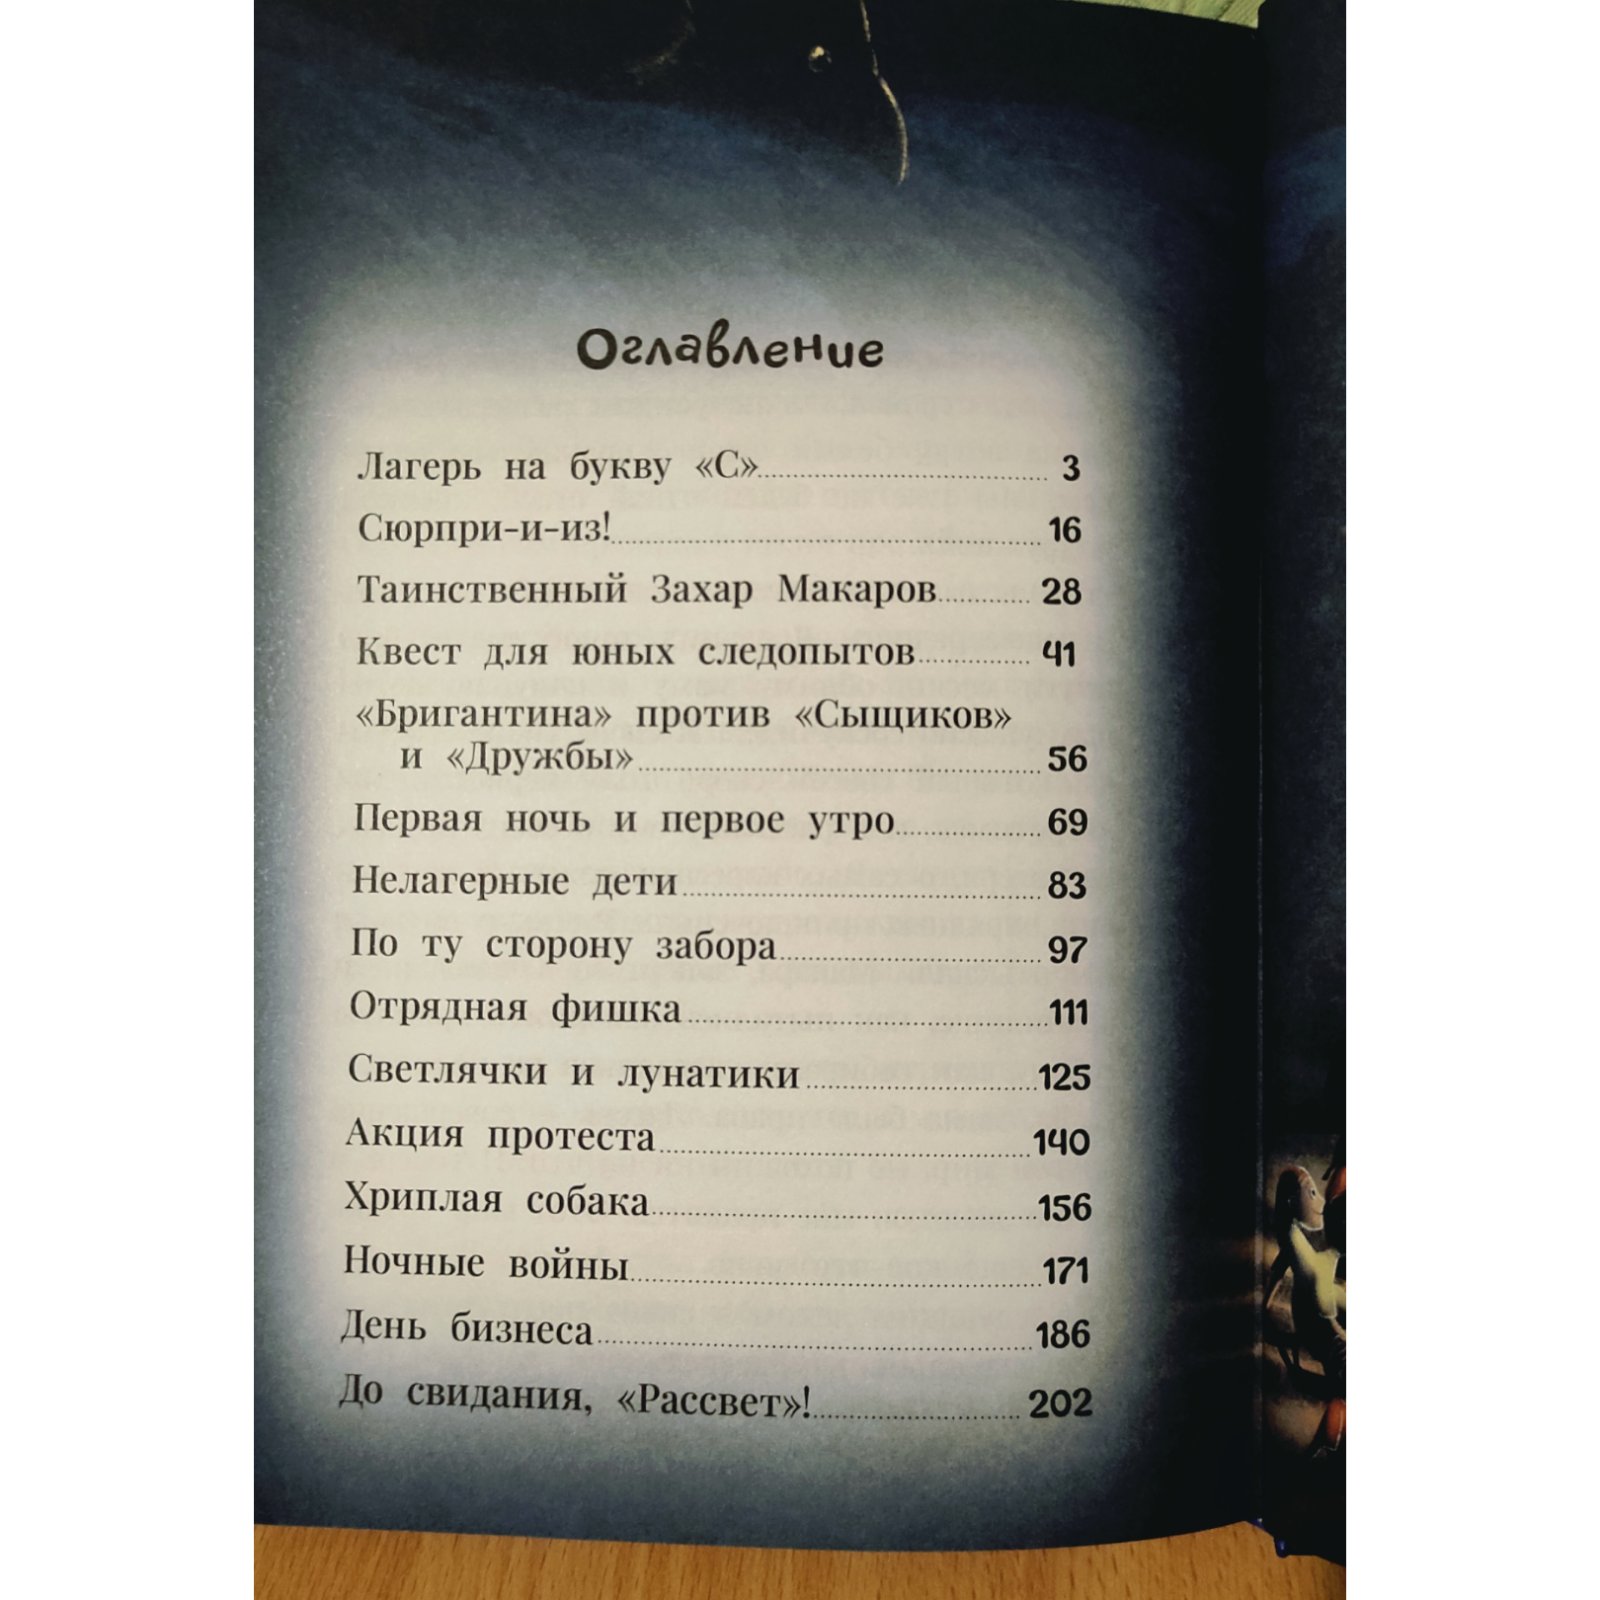 Оглавление
Лагерь на букву «С» 3
Сюрпри-и-из! 16
Таинственный Захар Макаров 28
Квест для юных следопытов 41
«Бригантина» против «Сыщиков»
и «Дружбы» 56
Первая ночь и первое утро 69
Нелагерные дети 83
По ту сторону забора 97
Отрядная фишка 111
Светлячки и лунатики 125
Акция протеста 140
Хриплая собака 156
Ночные войны 171
День бизнеса 186
До свидания, «Рассвет»! 202